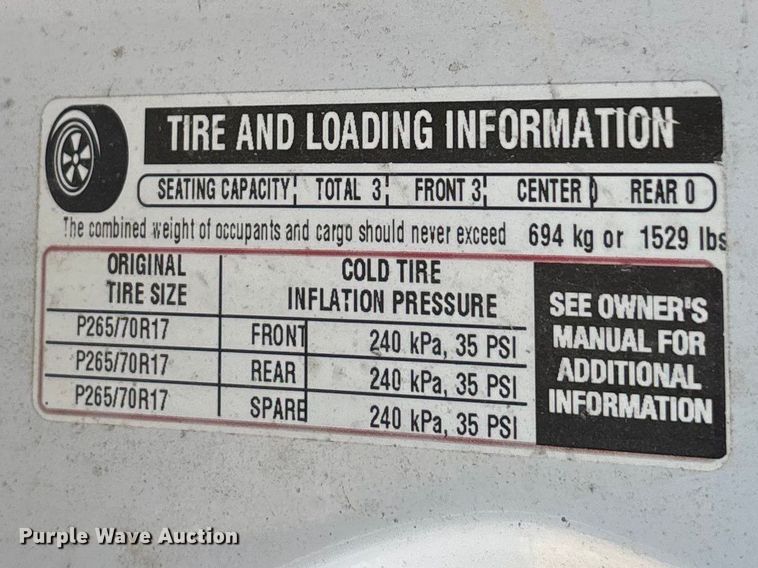 TIRE AND LOADING INFORMATION
SEATING CAPACITY TOTAL 3 FRONT 3 CENTER 0 REAR 0
The combined weight of occupants and cargo should never exceed 694 kg or 1529 lbs
ORIGINAL
TIRE SIZE
COLD TIRE
INFLATION PRESSURE
P265/70R17 FRONT 240 kPa, 35 PSI
P265/70R17 REAR 240 kPa, 35 PSI
P265/70R17 SPARE 240 kPa, 35 PSI
SEE OWNER'S
MANUAL FOR
ADDITIONAL
INFORMATION
Purple Wave Auction